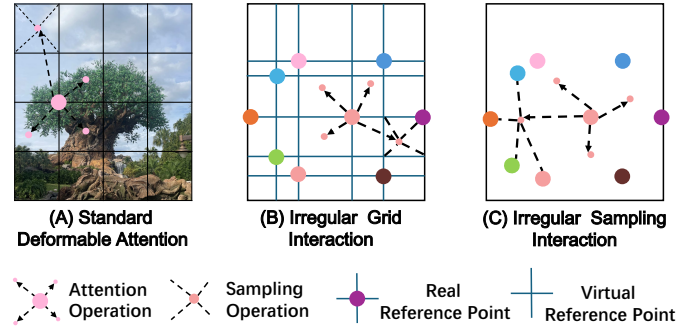 (A) Standard
Deformable Attention
(B) Irregular Grid
Interaction
(C) Irregular Sampling
Interaction
Attention
Operation
Sampling
Operation
Real
Reference Point
Virtual
Reference Point